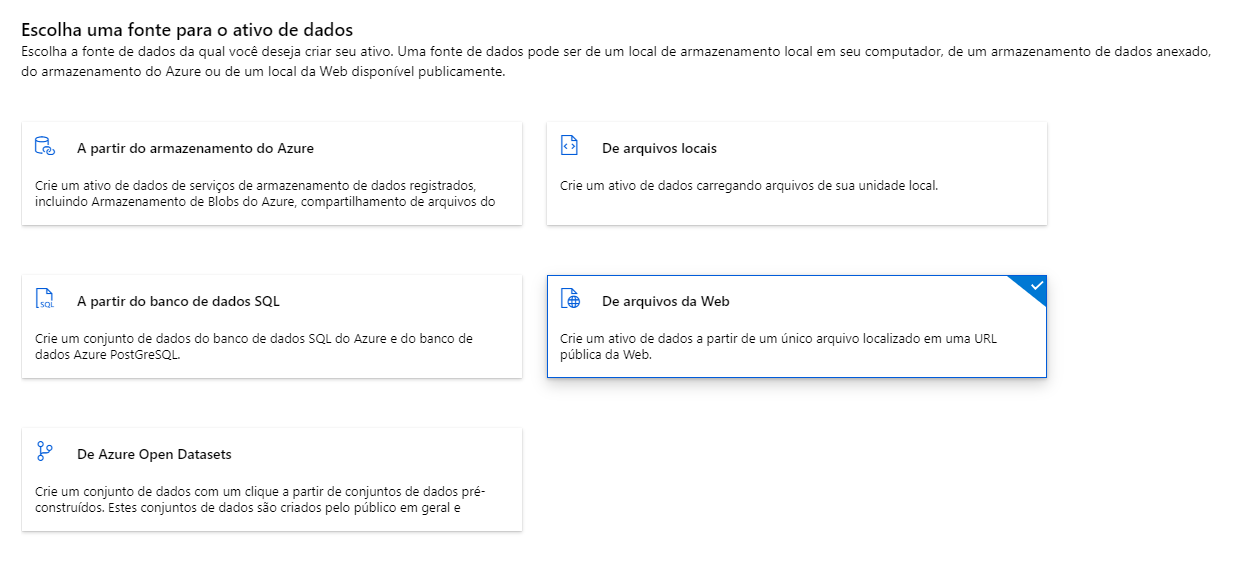 Escolha uma fonte para o ativo de dados
Escolha a fonte de dados da qual você deseja criar seu ativo. Uma fonte de dados pode ser de um local de armazenamento local em seu computador, de um armazenamento de dados anexado,
do armazenamento do Azure ou de um local da Web disponível publicamente.
A partir do armazenamento do Azure
Crie um ativo de dados de serviços de armazenamento de dados registrados,
incluindo Armazenamento de Blobs do Azure, compartilhamento de arquivos do
De arquivos locais
Crie um ativo de dados carregando arquivos de sua unidade local.
SQL
A partir do banco de dados SQL
Crie um conjunto de dados do banco de dados SQL do Azure e do banco de
dados Azure PostGreSQL.
De arquivos da Web
Crie um ativo de dados a partir de um único arquivo localizado em uma URL
pública da Web.
De Azure Open Datasets
Crie um conjunto de dados com um clique a partir de conjuntos de dados pré-
construídos. Estes conjuntos de dados são criados pelo público em geral e